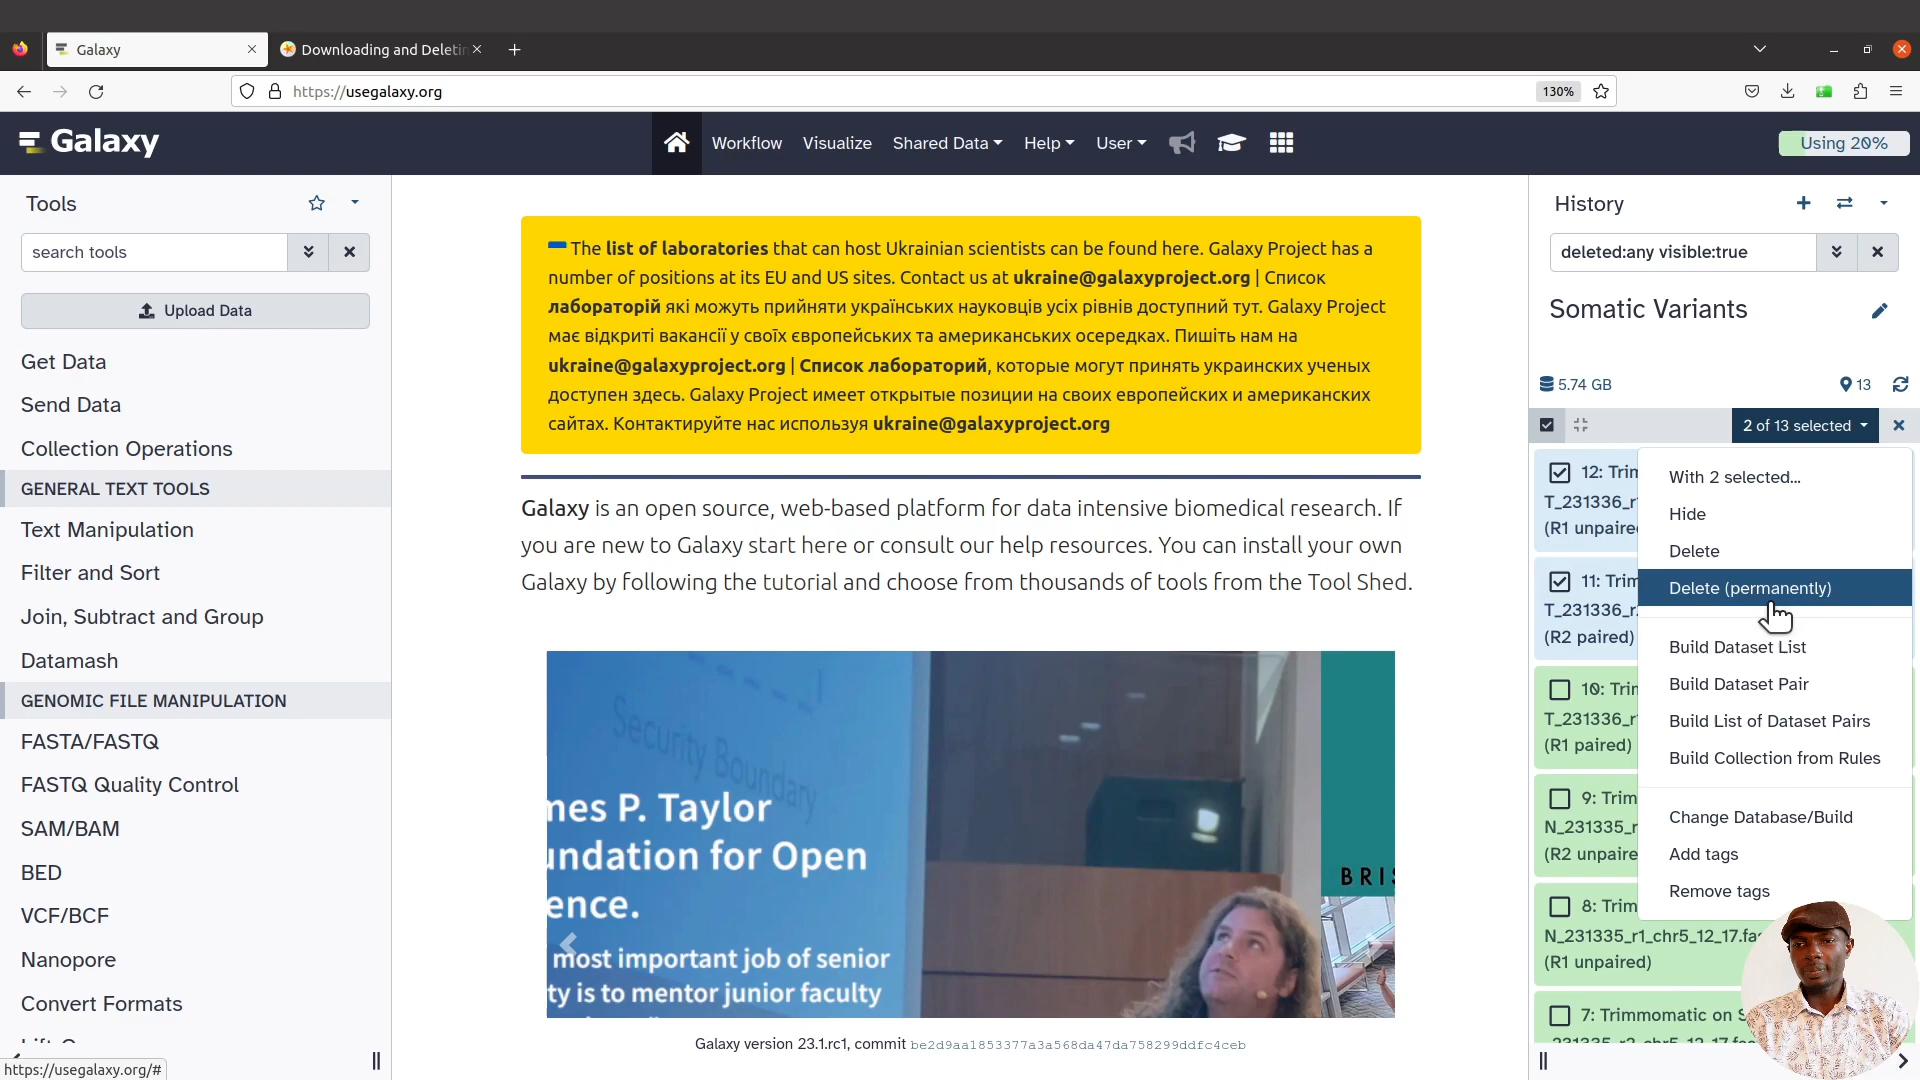 Galaxy
Downloading and Deletin
https://usegalaxy.org
130%
Galaxy
Workflow
Visualize
Shared Data
Help
User
Using 20%
Tools
search tools
Upload Data
Get Data
Send Data
Collection Operations
GENERAL TEXT TOOLS
Text Manipulation
Filter and Sort
Join, Subtract and Group
Datamash
GENOMIC FILE MANIPULATION
FASTA/FASTQ
FASTQ Quality Control
SAM/BAM
BED
VCF/BCF
Nanopore
Convert Formats
https://usegalaxy.org/#
The list of laboratories that can host Ukrainian scientists can be found here. Galaxy Project has a
number of positions at its EU and US sites. Contact us at ukraine@galaxyproject.org | Список
лабораторій які можуть прийняти українських науковців усіх рівнів доступний тут. Galaxy Project
має відкриті вакансії у своїх європейських та американських осередках. Пишіть нам на
ukraine@galaxyproject.org | Список лабораторий, которые могут принять украинских ученых
доступен здесь. Galaxy Project имеет открытые позиции на своих европейских и американских
сайтах. Контактируйте нас используя ukraine@galaxyproject.org
Galaxy is an open source, web-based platform for data intensive biomedical research. If
you are new to Galaxy start here or consult our help resources. You can install your own
Galaxy by following the tutorial and choose from thousands of tools from the Tool Shed.
Security Boundary
mes P. Taylor
undation for Open
ence.
most important job of senior
ty is to mentor junior faculty
BRIS
Galaxy version 23.1.rc1, commit be2d9aa1853377a3a568da47da758299ddfc4ceb
History
deleted:any visible:true
Somatic Variants
5.74 GB
13
2 of 13 selected
With 2 selected...
Hide
Delete
Delete (permanently)
Build Dataset List
Build Dataset Pair
Build List of Dataset Pairs
Build Collection from Rules
Change Database/Build
Add tags
Remove tags
12: Trim
T_231336_r
(R1 unpaire
11: Trim
T_231336_r
(R2 paired)
10: Trim
T_231336_r
(R1 paired)
9: Trim
N_231335_r
(R2 unpaire
8: Trim
N_231335_r1_chr5_12_17.fas
(R1 unpaired)
7: Trimmomatic on S